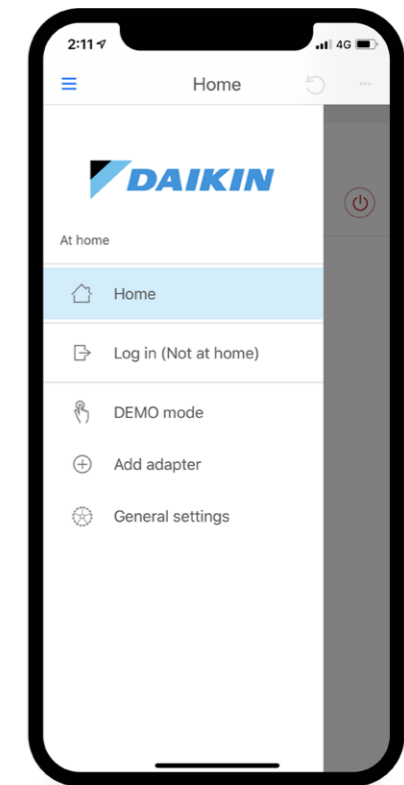 2:11 4G
Home
DAIKIN
At home
Home
Log in (Not at home)
DEMO mode
Add adapter
General settings